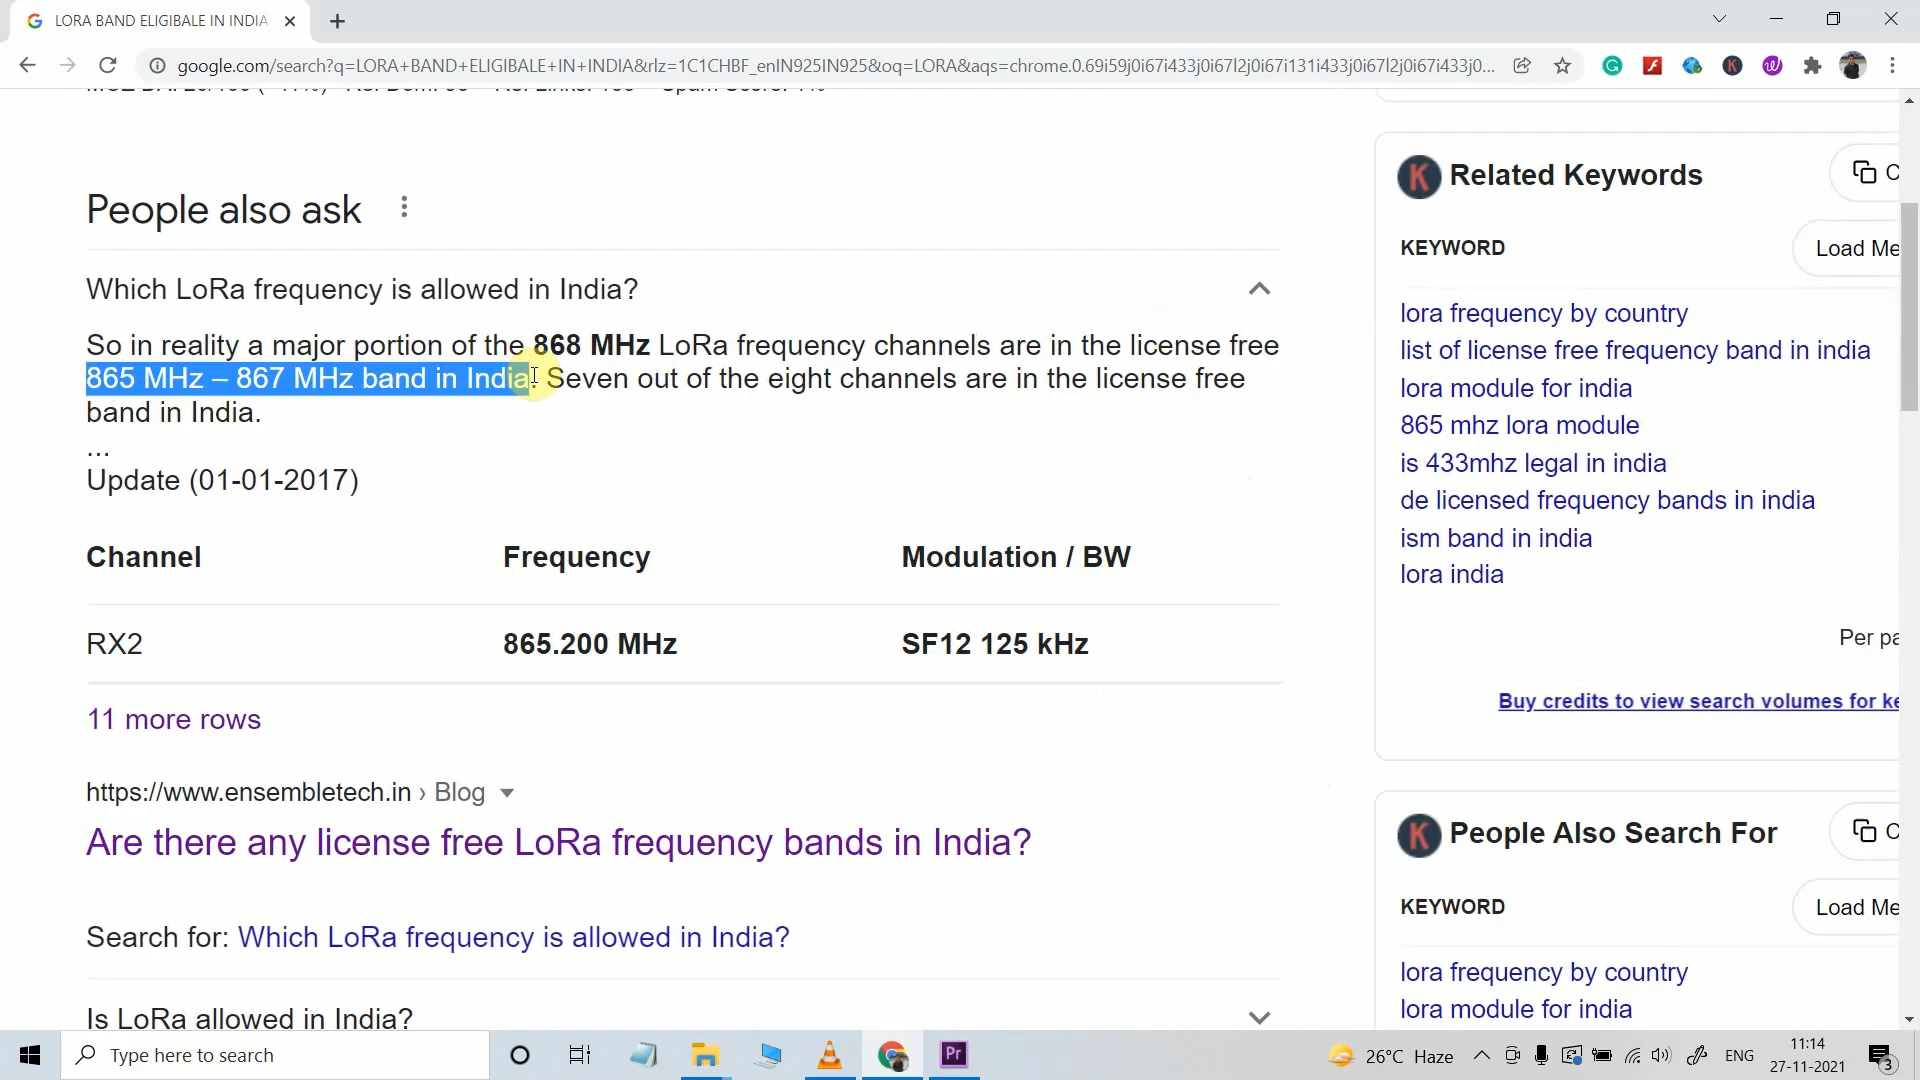 LORA BAND ELIGIBALE IN INDIA
google.com/search?q=LORA+BAND+ELIGIBALE+IN+INDIA&rlz=1C1CHBF_enIN925IN925&oq=LORA&aqs=chrome.0.69i59j0i67i433j0i67l2j0i67i131i433j0i67l2j0i67i433j0...
People also ask
Which LoRa frequency is allowed in India?
So in reality a major portion of the 868 MHz LoRa frequency channels are in the license free
865 MHz – 867 MHz band in India. Seven out of the eight channels are in the license free
band in India.
...
Update (01-01-2017)
Channel Frequency Modulation / BW
RX2 865.200 MHz SF12 125 kHz
11 more rows
https://www.ensembletech.in › Blog
Are there any license free LoRa frequency bands in India?
Search for: Which LoRa frequency is allowed in India?
Is LoRa allowed in India?
K Related Keywords
C
KEYWORD
Load Me
lora frequency by country
list of license free frequency band in india
lora module for india
865 mhz lora module
is 433mhz legal in india
de licensed frequency bands in india
ism band in india
lora india
Per pa
Buy credits to view search volumes for ke
K People Also Search For
C
KEYWORD
Load Me
lora frequency by country
lora module for india
Type here to search
Pr
26°C Haze
ENG
11:14
27-11-2021
3